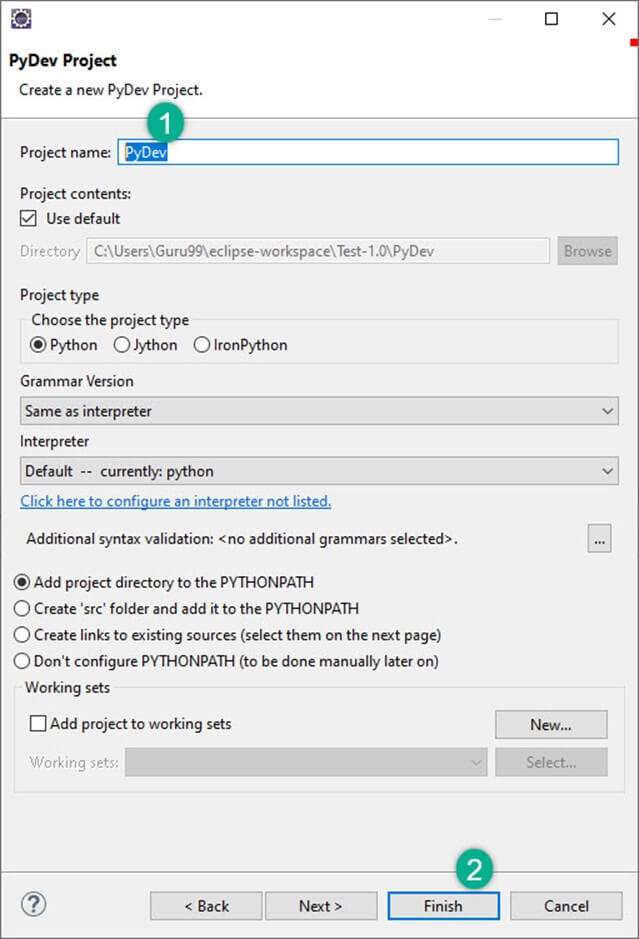 PyDev Project
Create a new PyDev Project.
1
Project name: PyDev
Project contents:
Use default
Directory C:\Users\Guru99\eclipse-workspace\Test-1.0\PyDev Browse
Project type
Choose the project type
Python Jython IronPython
Grammar Version
Same as interpreter
Interpreter
Default -- currently: python
Click here to configure an interpreter not listed.
Additional syntax validation: <no additional grammars selected>. ...
Add project directory to the PYTHONPATH
Create 'src' folder and add it to the PYTHONPATH
Create links to existing sources (select them on the next page)
Don't configure PYTHONPATH (to be done manually later on)
Working sets
Add project to working sets New...
Working sets: Select...
2
? < Back Next > Finish Cancel